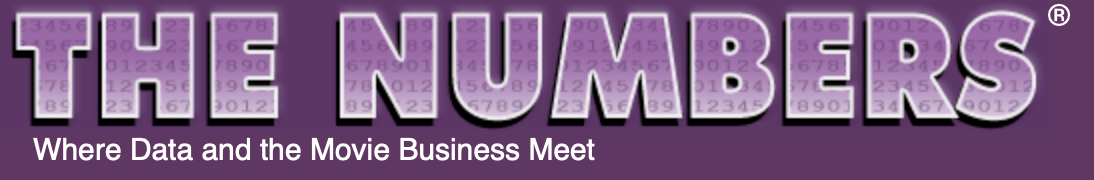 THE NUMBERS®
Where Data and the Movie Business Meet